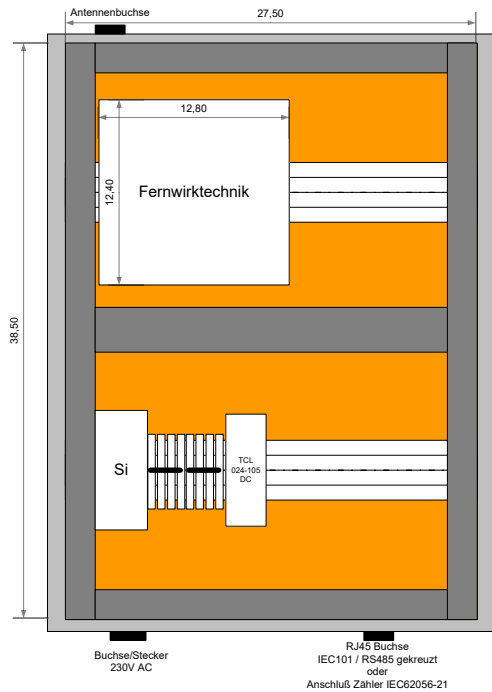 Antennenbuchse
27,50
12,80
Fernwirktechnik
12,40
38,50
Si
TCL
024-105
DC
Buchse/Stecker
230V AC
RJ45 Buchse
IEC101 / RS485 gekreuzt
oder
Anschluß Zähler IEC62056-21